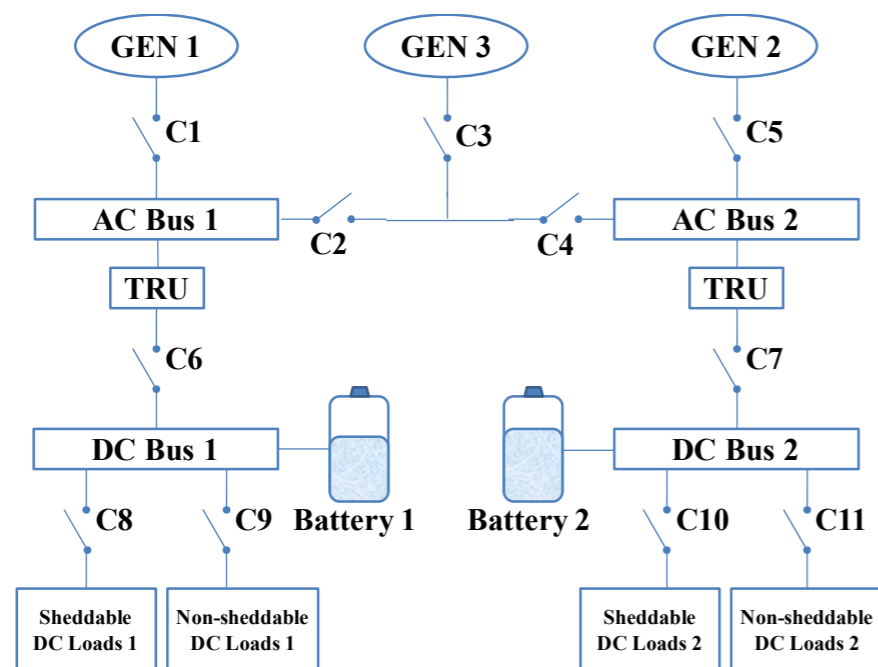 GEN 1
GEN 3
GEN 2
C1
C3
C5
AC Bus 1
C2
C4
AC Bus 2
TRU
TRU
C6
C7
DC Bus 1
DC Bus 2
C8
C9
Battery 1
Battery 2
C10
C11
Sheddable
DC Loads 1
Non-sheddable
DC Loads 1
Sheddable
DC Loads 2
Non-sheddable
DC Loads 2